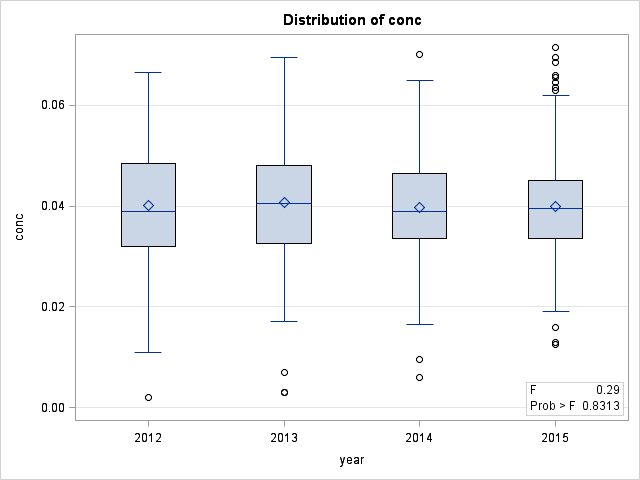 Distribution of conc
0.06
0.04
0.02
0.00
conc
F 0.29
Prob > F 0.8313
2012 2013 2014 2015
year